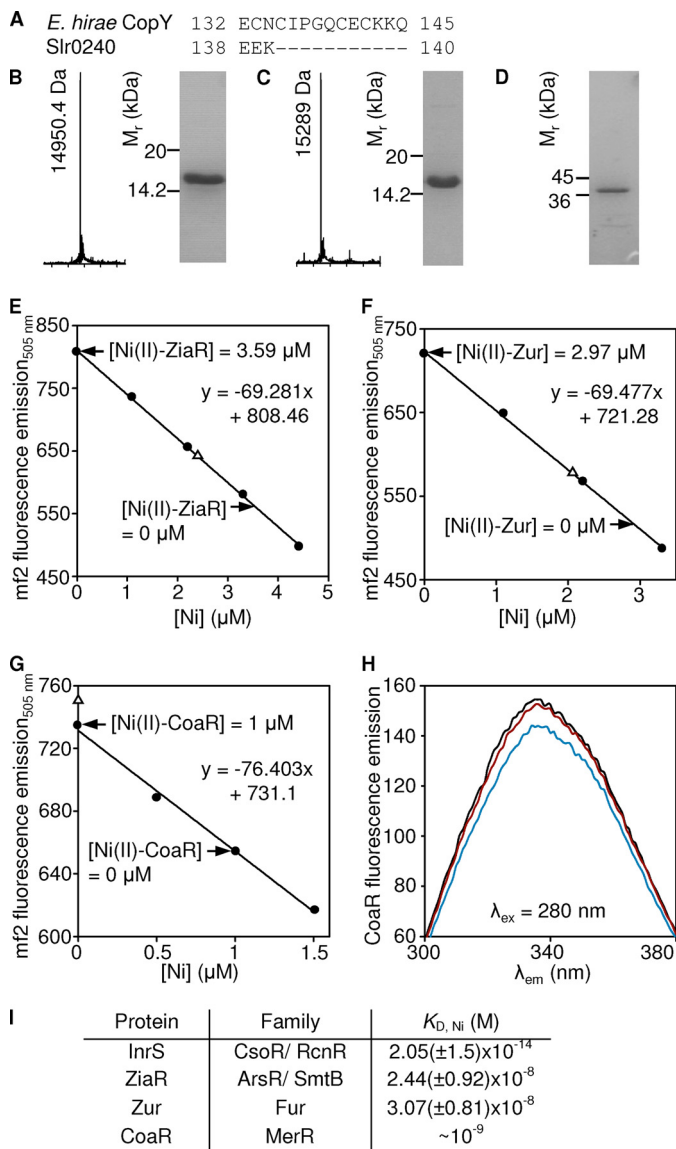 A
E. hirae CopY 132 ECNCIPGQCECKKQ 145
Slr0240 138 EEK----------- 140
B
14950.4 Da
Mr (kDa)
20
14.2
C
15289 Da
Mr (kDa)
20
14.2
D
Mr (kDa)
45
36
E
mf2 fluorescence emission505 nm
850
750
650
550
450
[Ni(II)-ZiaR] = 3.59 µM
y = -69.281x
+ 808.46
[Ni(II)-ZiaR]
= 0 µM
0 1 2 3 4 5
[Ni] (µM)
F
mf2 fluorescence emission505 nm
750
650
550
450
[Ni(II)-Zur] = 2.97 µM
y = -69.477x
+ 721.28
[Ni(II)-Zur] = 0 µM
0 1 2 3
[Ni] (µM)
G
mf2 fluorescence emission505 nm
760
720
680
640
600
[Ni(II)-CoaR] = 1 µM
y = -76.403x
+ 731.1
[Ni(II)-CoaR]
= 0 µM
0 0.5 1 1.5
[Ni] (µM)
H
CoaR fluorescence emission
160
140
120
100
80
60
λex = 280 nm
300 340 380
λem (nm)
I
Protein Family KD, Ni (M)
InrS CsoR/ RcnR 2.05(±1.5)x10-14
ZiaR ArsR/ SmtB 2.44(±0.92)x10-8
Zur Fur 3.07(±0.81)x10-8
CoaR MerR ~10-9